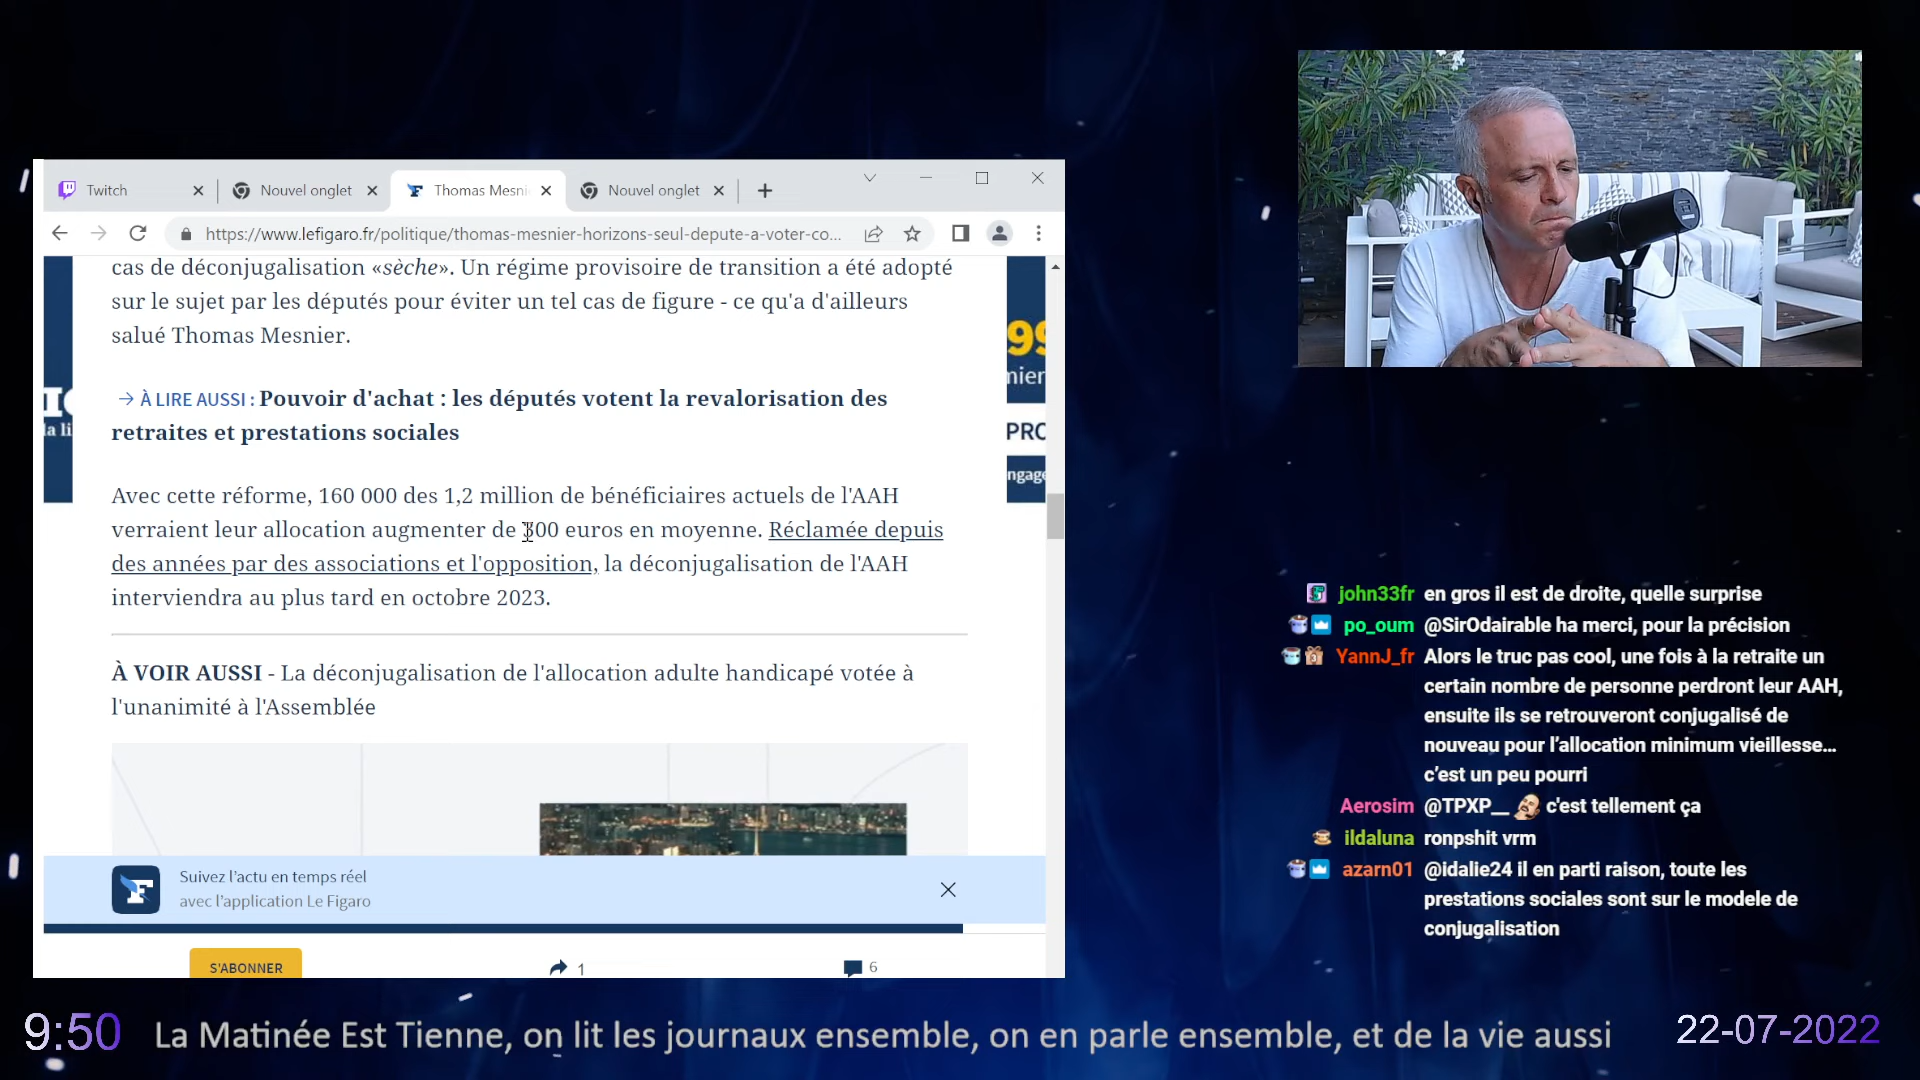 Twitch
Nouvel onglet
Thomas Mesni
Nouvel onglet
https://www.lefigaro.fr/politique/thomas-mesnier-horizons-seul-depute-a-voter-co...
cas de déconjugalisation «sèche». Un régime provisoire de transition a été adopté
sur le sujet par les députés pour éviter un tel cas de figure - ce qu'a d'ailleurs
salué Thomas Mesnier.
→ À LIRE AUSSI : Pouvoir d'achat : les députés votent la revalorisation des
retraites et prestations sociales
Avec cette réforme, 160 000 des 1,2 million de bénéficiaires actuels de l'AAH
verraient leur allocation augmenter de 300 euros en moyenne. Réclamée depuis
des années par des associations et l'opposition, la déconjugalisation de l'AAH
interviendra au plus tard en octobre 2023.
À VOIR AUSSI - La déconjugalisation de l'allocation adulte handicapé votée à
l'unanimité à l'Assemblée
la li
99
mier
PRO
ngage
Suivez l'actu en temps réel
avec l'application Le Figaro
S'ABONNER
1
6
john33fr en gros il est de droite, quelle surprise
po_oum @SirOdairable ha merci, pour la précision
YannJ_fr Alors le truc pas cool, une fois à la retraite un
certain nombre de personne perdront leur AAH,
ensuite ils se retrouveront conjugalisé de
nouveau pour l'allocation minimum vieillesse...
c'est un peu pourri
Aerosim @TPXP__ c'est tellement ça
ildaluna ronpshit vrm
azarn01 @idalie24 il en parti raison, toute les
prestations sociales sont sur le modele de
conjugalisation
9:50
La Matinée Est Tienne, on lit les journaux ensemble, on en parle ensemble, et de la vie aussi
22-07-2022